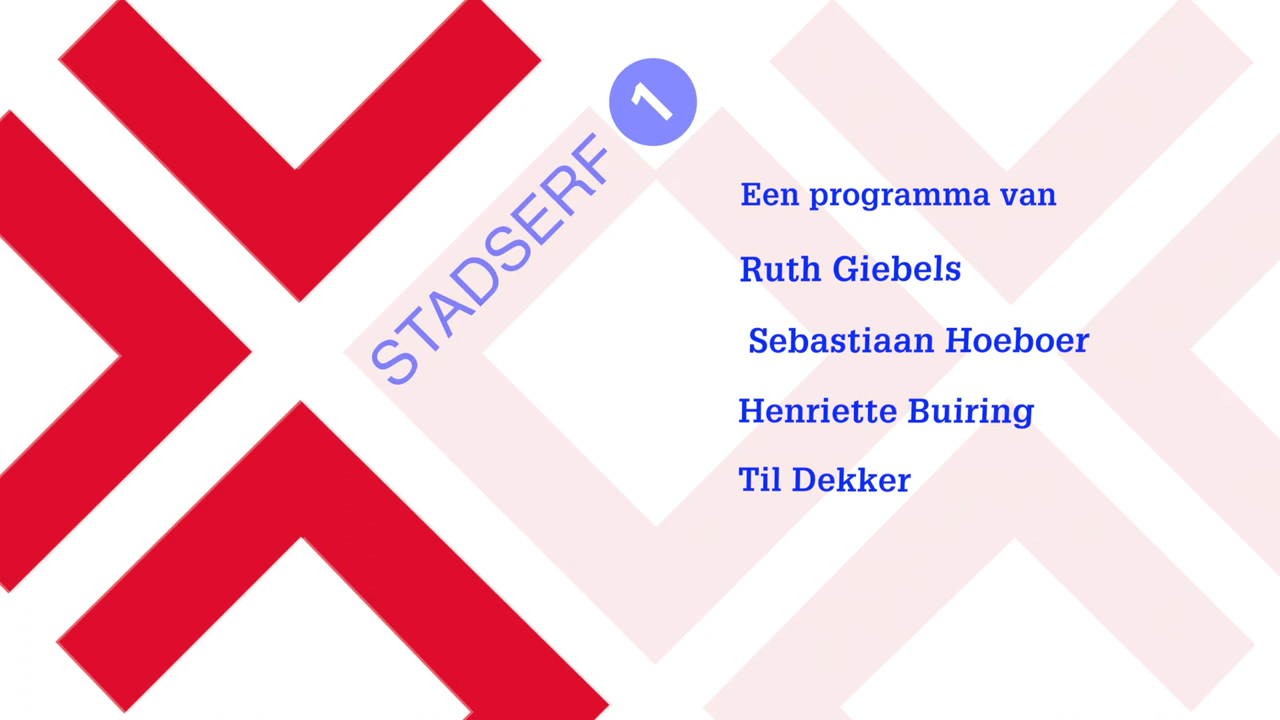 STADSERF 1
Een programma van
Ruth Giebels
Sebastiaan Hoeboer
Henriette Buiring
Til Dekker